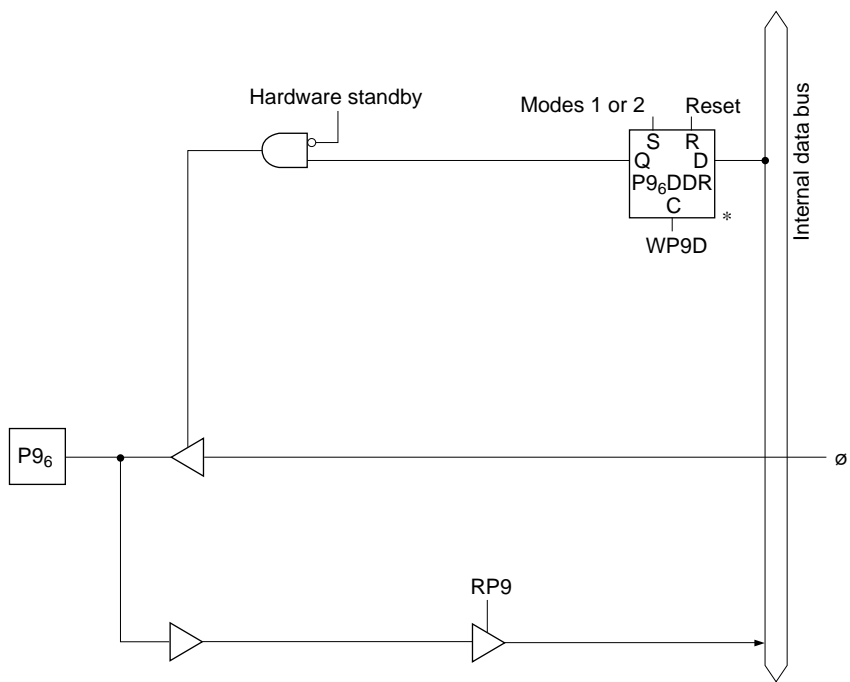 Hardware standby
Modes 1 or 2
Reset
S R
Q D
P9₆DDR
C
*
WP9D
Internal data bus
P9₆
ø
RP9